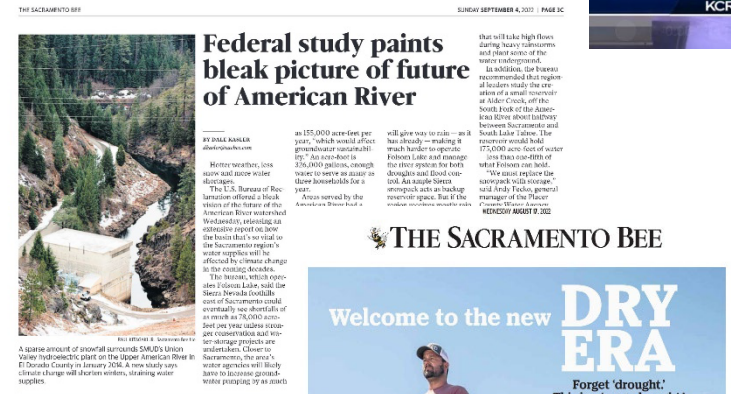 THE SACRAMENTO BEE
SUNDAY SEPTEMBER 4, 2022 | PAGE 3C
KCR
Federal study paints
bleak picture of future
of American River
BY DALE KASLER
Hotter weather, less
snow and more water
shortages.
The U.S. Bureau of Rec-
lamation offered a bleak
vision of the future of the
American River watershed
Wednesday, releasing an
extensive report on how
the basin that's so vital to
the Sacramento region's
water supplies will be
affected by climate change
in the coming decades.
The bureau, which oper-
ates Folsom Lake, said the
Sierra Nevada foothills
east of Sacramento could
eventually see shortfalls of
as much as 78,000 acre-
feet per year unless stron-
ger conservation and wa-
ter-storage projects are
undertaken. Closer to
Sacramento, the area's
water agencies will likely
have to increase ground-
water pumping by as much
as 155,000 acre-feet per
year, "which would affect
groundwater sustainabil-
ity." An acre-foot is
326,000 gallons, enough
water to serve as many as
three households for a
year.
Areas served by the
American River had a
will give way to rain — as it
has already — making it
much harder to operate
Folsom Lake and manage
the river system for both
droughts and flood con-
trol. An ample Sierra
snowpack acts as backup
reservoir space. But if the
region receives mostly rain
that will take high flows
during heavy rainstorms
and plant some of the
water underground.
In addition, the bureau
recommended that region-
al leaders study the cre-
ation of a small reservoir
at Alder Creek, off the
South Fork of the Amer-
ican River about halfway
between Sacramento and
South Lake Tahoe. The
reservoir would hold
175,000 acre-feet of water
less than one-fifth of
what Folsom can hold.
"We must replace the
snowpack with storage,"
said Andy Fecko, general
manager of the Placer
County Water Agency
A sparse amount of snowfall surrounds SMUD's Union
Valley hydroelectric plant on the Upper American River in
El Dorado County in January 2014. A new study says
climate change will shorten winters, straining water
supplies.
WEDNESDAY AUGUST 17, 2022
THE SACRAMENTO BEE
Welcome to the new
DRY
ERA
Forget 'drought.'